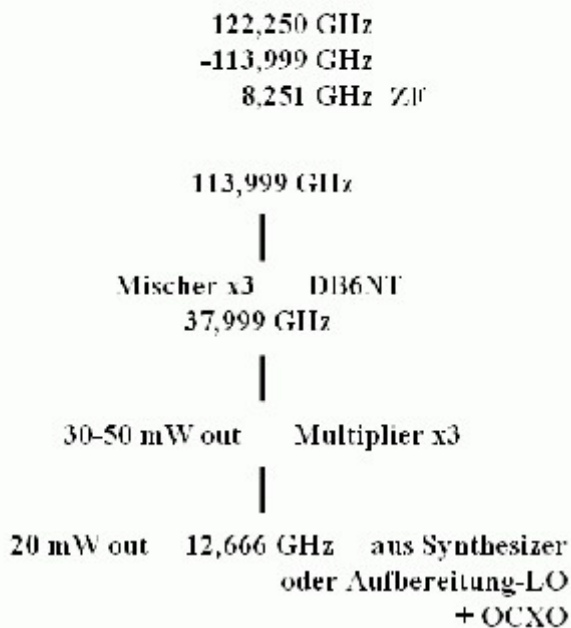 122,250 GHz
-113,999 GHz
8,251 GHz ZF
113,999 GHz
Mischer x3 DB6NT
37,999 GHz
30-50 mW out Multiplier x3
20 mW out 12,666 GHz aus Synthesizer
oder Aufbereitung-LO
+ OCXO